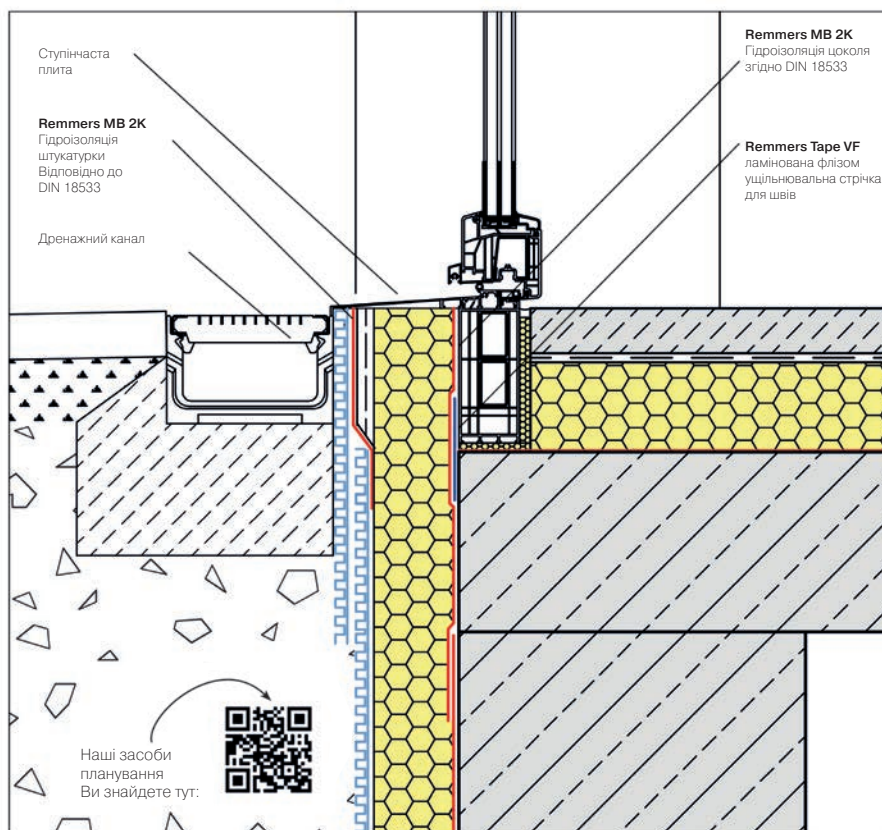 Ступінчаста
плита
Remmers MB 2K
Гідроізоляція
штукатурки
Відповідно до
DIN 18533
Дренажний канал
Remmers MB 2K
Гідроізоляція цоколя
згідно DIN 18533
Remmers Tape VF
ламінована флізом
ущільнювальна стрічка
для швів
Наші засоби
планування
Ви знайдете тут: